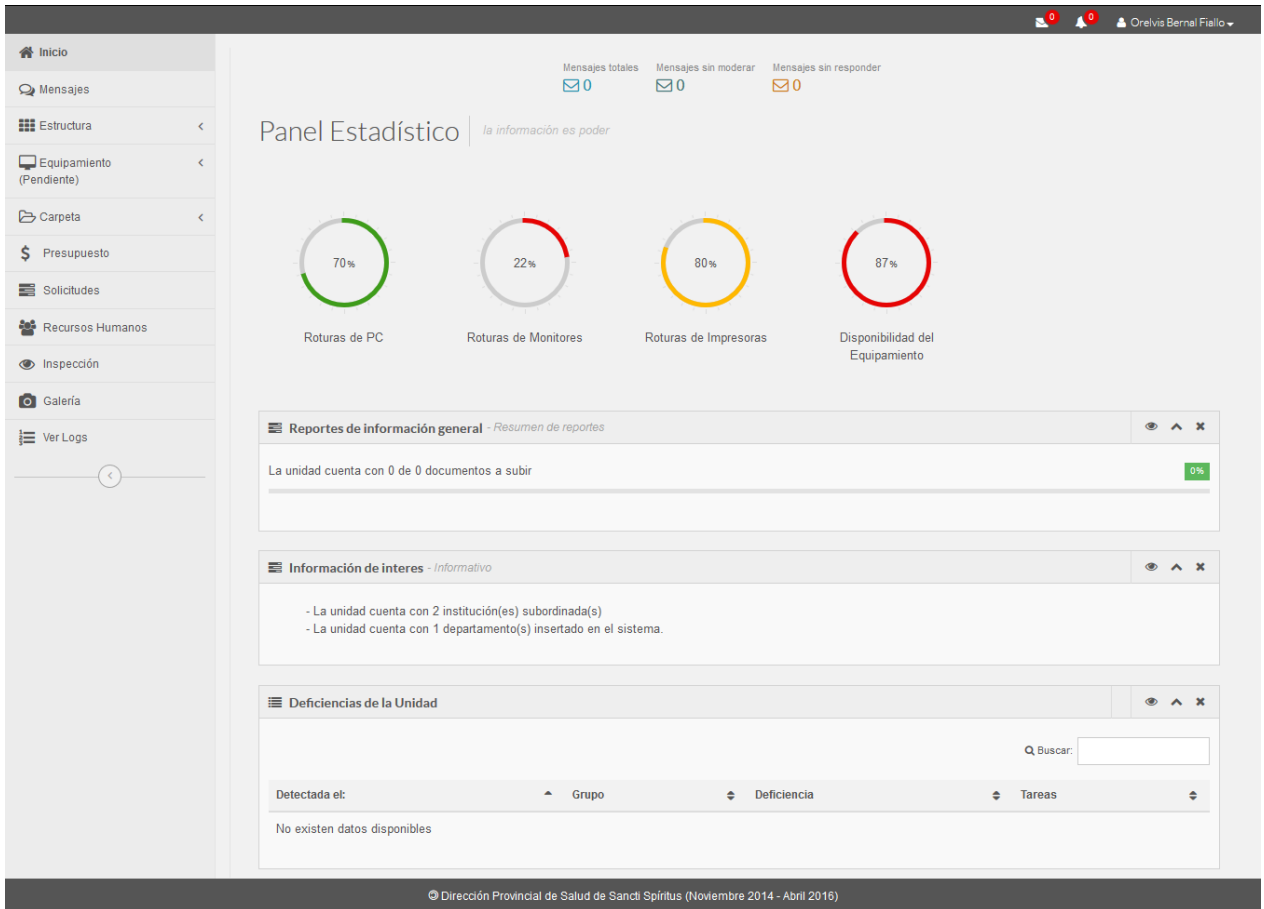 0 0 Orelvis Bernal Fiallo
Inicio
Mensajes
Estructura
Equipamiento
(Pendiente)
Carpeta
$ Presupuesto
Solicitudes
Recursos Humanos
Inspección
Galería
Ver Logs
Mensajes totales Mensajes sin moderar Mensajes sin responder
0 0 0
Panel Estadístico la información es poder
70% 22% 80% 87%
Roturas de PC Roturas de Monitores Roturas de Impresoras Disponibilidad del
Equipamiento
Reportes de información general - Resumen de reportes
La unidad cuenta con 0 de 0 documentos a subir 0%
Información de interes - Informativo
- La unidad cuenta con 2 institución(es) subordinada(s)
- La unidad cuenta con 1 departamento(s) insertado en el sistema.
Deficiencias de la Unidad
Buscar:
Detectada el: Grupo Deficiencia Tareas
No existen datos disponibles
Dirección Provincial de Salud de Sancti Spíritus (Noviembre 2014 - Abril 2016)